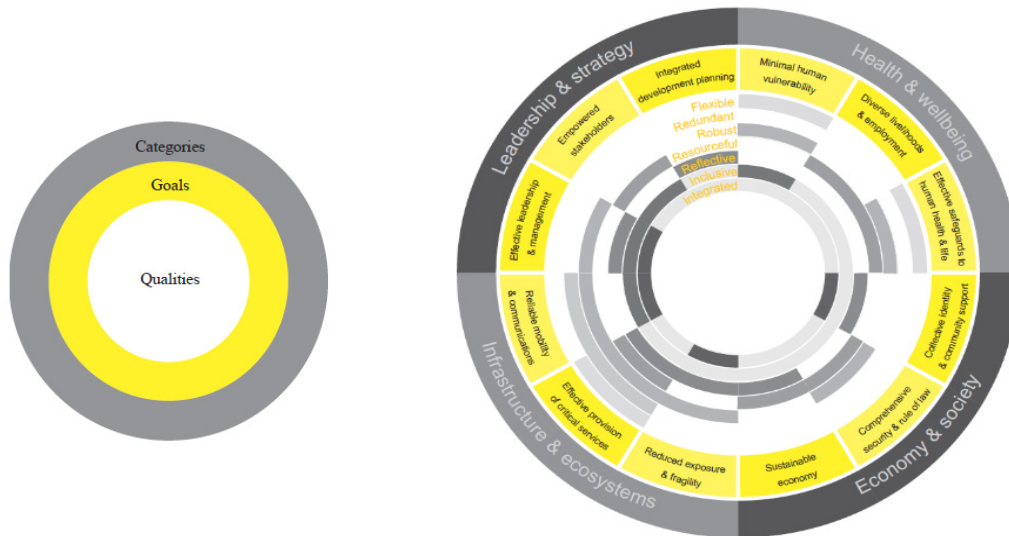 Categories
Goals
Qualities
Leadership & strategy
Health & wellbeing
Economy & society
Infrastructure & ecosystems
Integrated
development planning
Minimal human
vulnerability
Diverse livelihoods
& employment
Effective safeguards to
human health & life
Collective identity
& community support
Comprehensive
security & rule of law
Sustainable
economy
Reduced exposure
& fragility
Effective provision
of critical services
Reliable mobility
& communications
Effective leadership
& management
Empowered
stakeholders
Flexible
Redundant
Robust
Resourceful
Reflective
Inclusive
Integrated